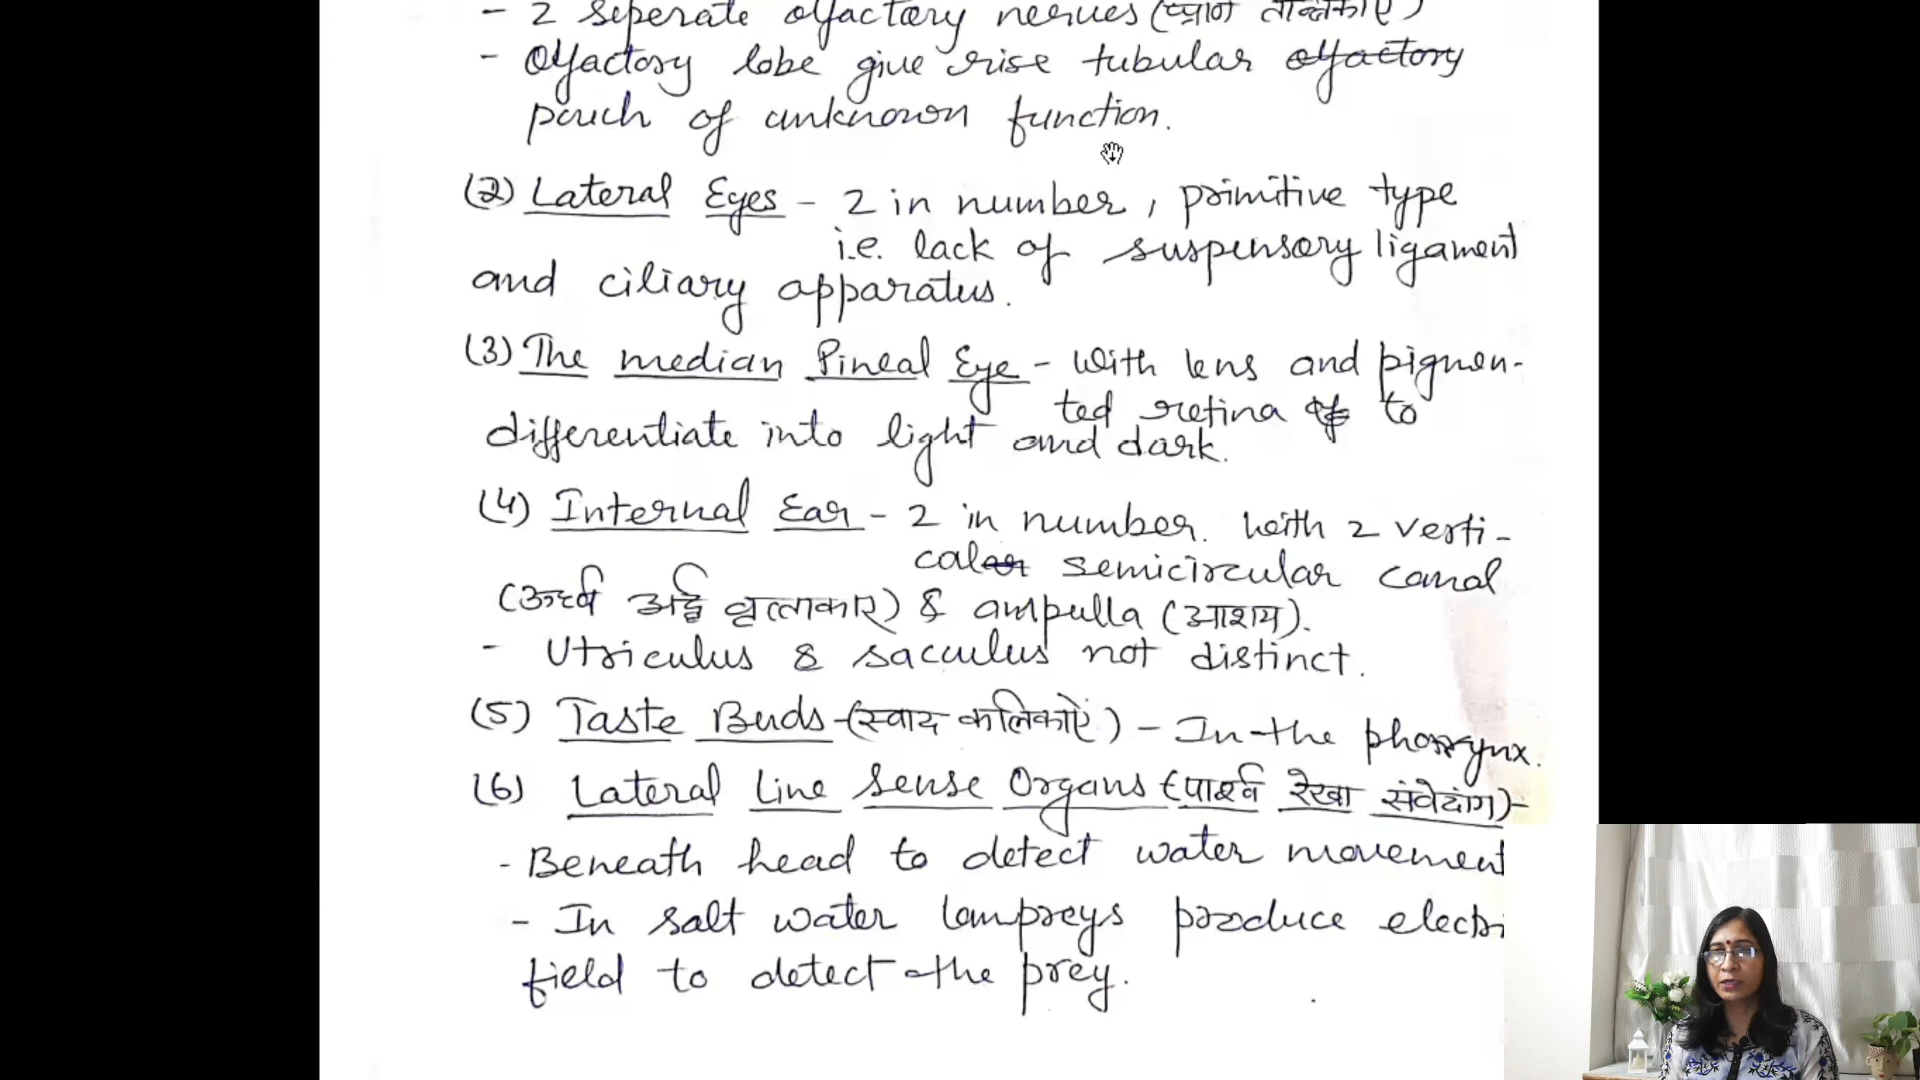 - 2 seperate olfactory nerves (घ्राण तान्त्रिकाएं)
- Olfactory lobe give rise tubular olfactory
pouch of unknown function.
(2) Lateral Eyes - 2 in number, primitive type
i.e. lack of suspensory ligament
and ciliary apparatus.
(3) The median Pineal Eye - With lens and pigmen-
ted retina of to
differentiate into light and dark.
(4) Internal Ear - 2 in number. with 2 verti-
cal semicircular canal
(ऊर्ध्व अर्द्ध वृत्ताकार) & ampulla (आशय).
- Utriculus & sacculus not distinct.
(5) Taste Buds - (स्वाद कलिकाऐं) - In the pharynx.
(6) Lateral Line Sense Organs (पार्श्व रेखा संवेदांग) -
- Beneath head to detect water movement
- In salt water lampreys produce electri
field to detect the prey.